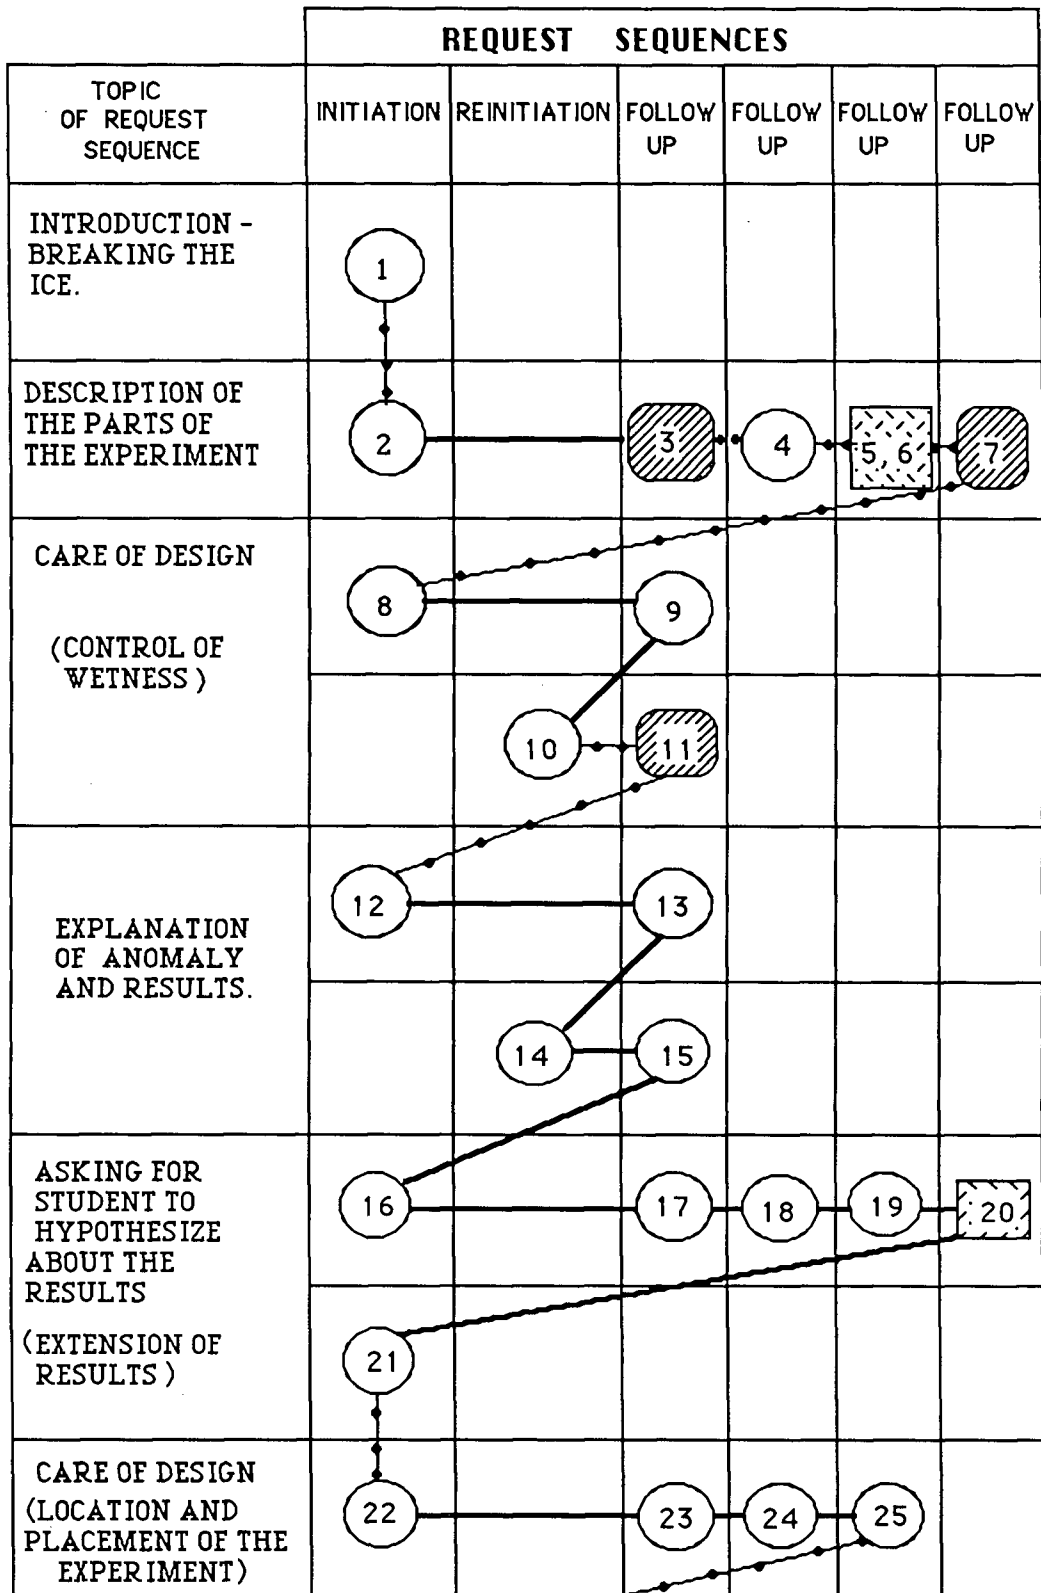 REQUEST SEQUENCES
TOPIC
OF REQUEST
SEQUENCE
INITIATION
REINITIATION
FOLLOW
UP
FOLLOW
UP
FOLLOW
UP
FOLLOW
UP
INTRODUCTION -
BREAKING THE
ICE.
1
DESCRIPTION OF
THE PARTS OF
THE EXPERIMENT
2
3
4
5, 6
7
CARE OF DESIGN
(CONTROL OF
WETNESS)
8
9
10
11
EXPLANATION
OF ANOMALY
AND RESULTS.
12
13
14
15
ASKING FOR
STUDENT TO
HYPOTHESIZE
ABOUT THE
RESULTS
(EXTENSION OF
RESULTS)
16
17
18
19
20
21
CARE OF DESIGN
(LOCATION AND
PLACEMENT OF THE
EXPERIMENT)
22
23
24
25